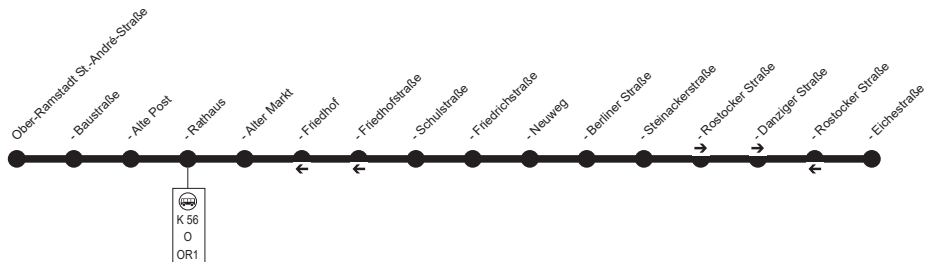 Ober-Ramstadt St.-André-Straße
- Baustraße
- Alte Post
- Rathaus
- Alter Markt
- Friedhof
- Friedhofstraße
- Schulstraße
- Friedrichstraße
- Neuweg
- Berliner Straße
- Steinackerstraße
- Rostocker Straße
- Danziger Straße
- Rostocker Straße
- Eichestraße
K 56
O
OR1